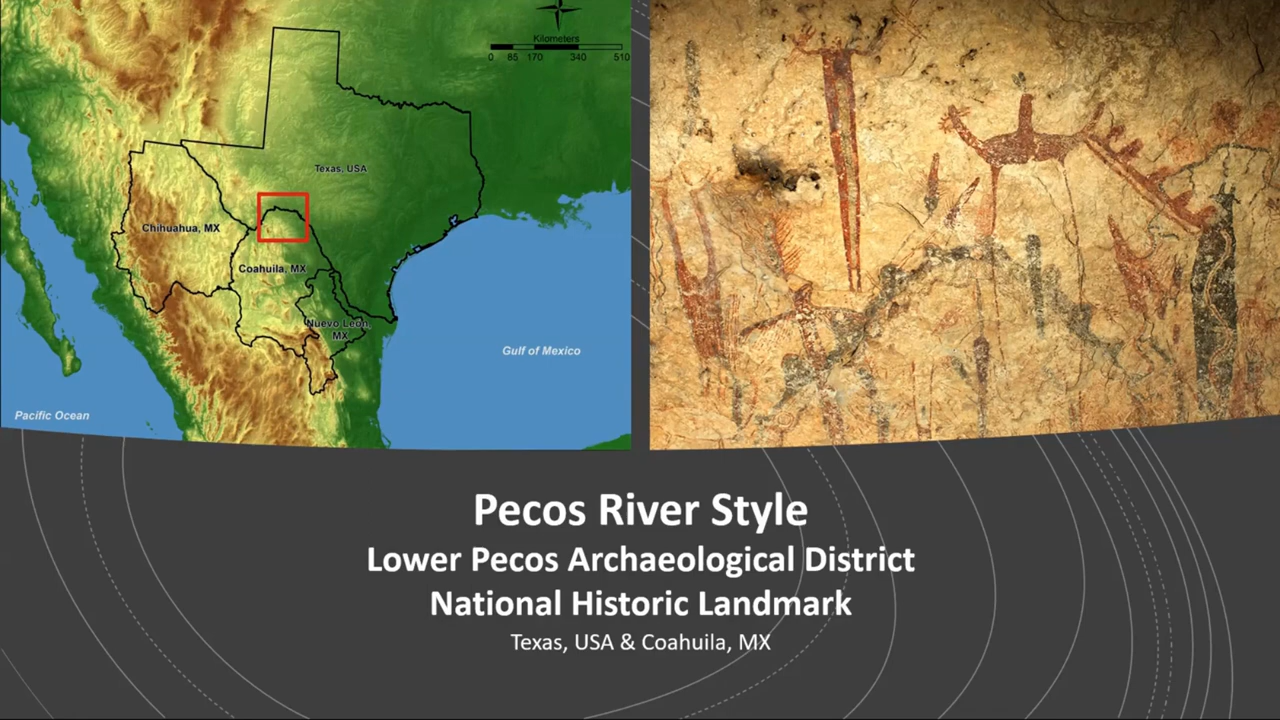 Kilometers
0 85 170 340 510
Texas, USA
Chihuahua, MX
Coahuila, MX
Nuevo León,
MX
Gulf of Mexico
Pacific Ocean
Pecos River Style
Lower Pecos Archaeological District
National Historic Landmark
Texas, USA & Coahuila, MX